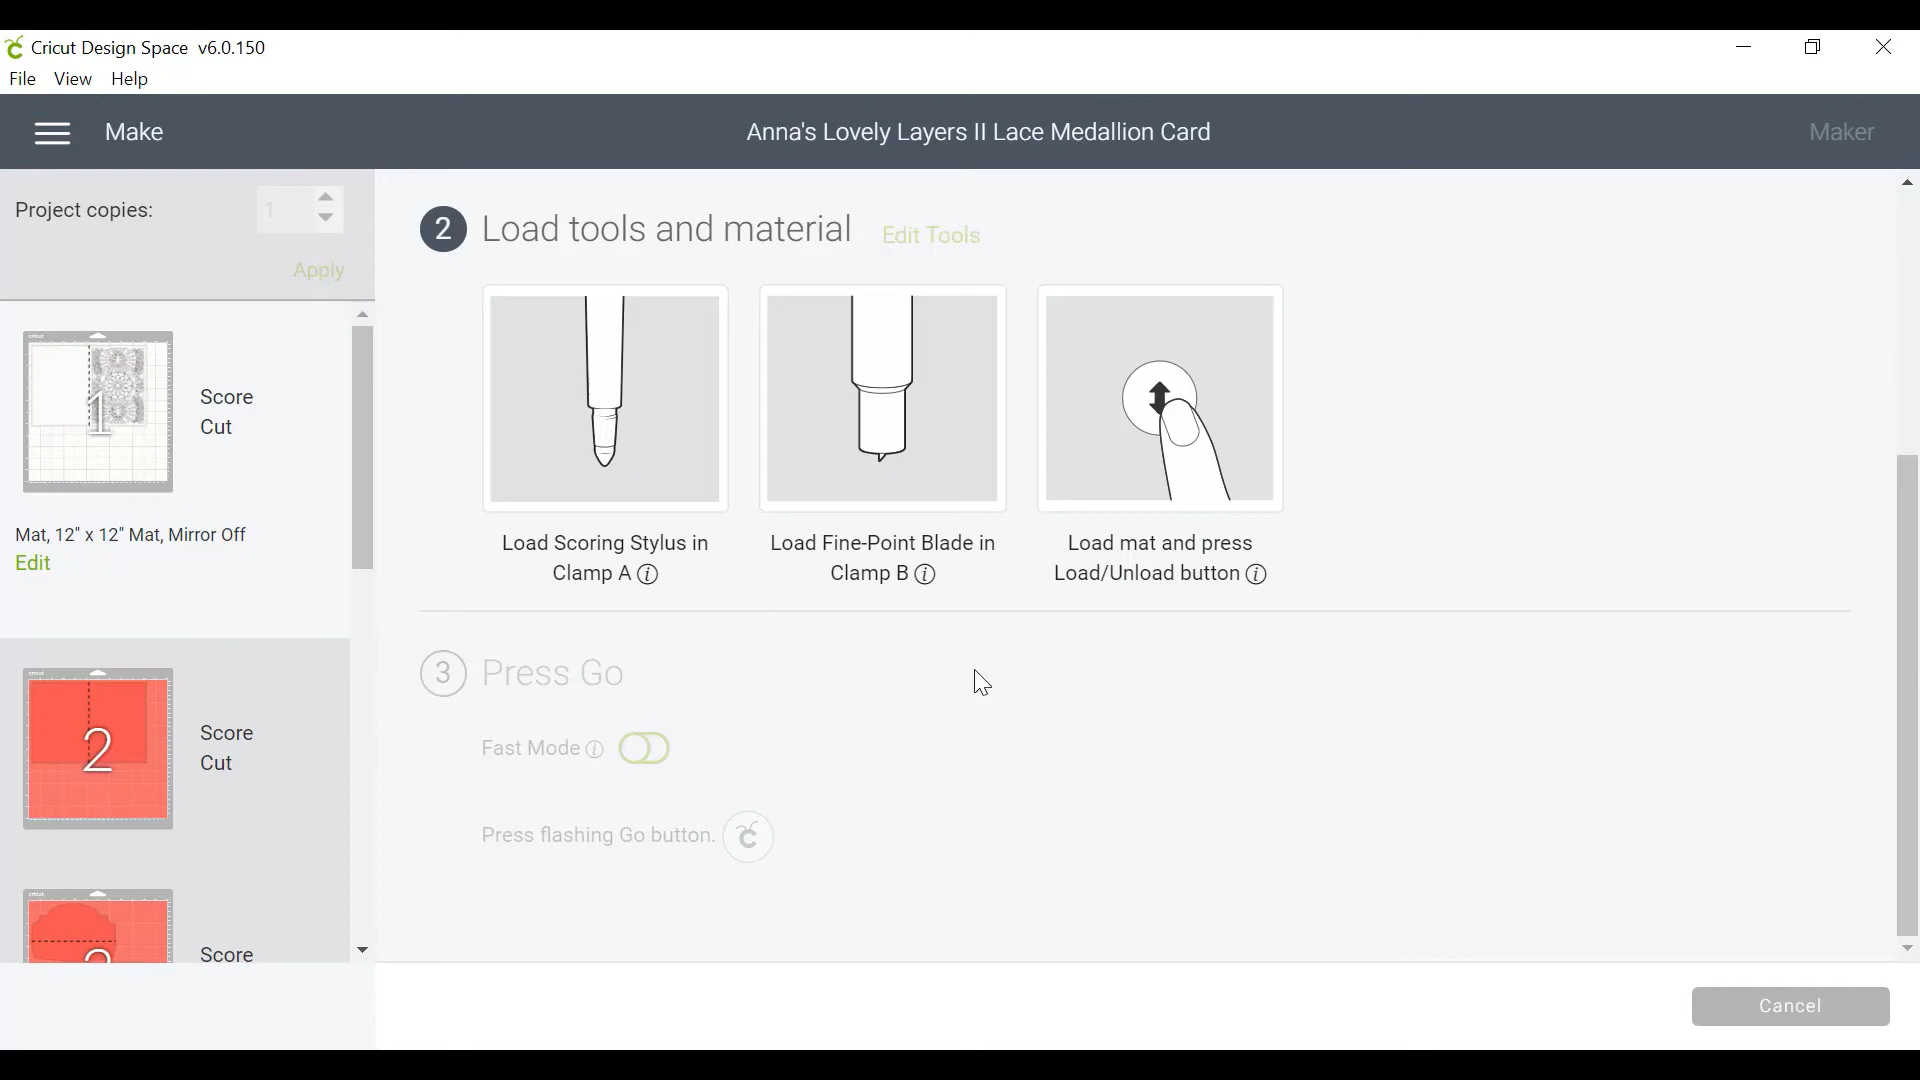 Cricut Design Space v6.0.150
File View Help
Make
Anna's Lovely Layers II Lace Medallion Card
Maker
Project copies:
1
Apply
1
Score
Cut
Mat, 12" x 12" Mat, Mirror Off
Edit
2
Score
Cut
Score
2 Load tools and material
Edit Tools
Load Scoring Stylus in
Clamp A
Load Fine-Point Blade in
Clamp B
Load mat and press
Load/Unload button
3 Press Go
Fast Mode
Press flashing Go button.
Cancel